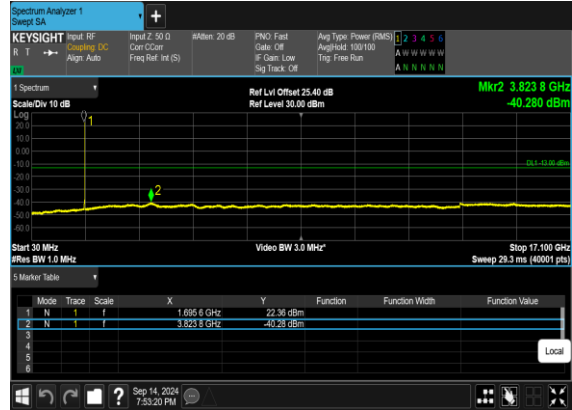 Spectrum Analyzer 1
Swept SA
KEYSIGHT Input: RF Input Z: 50 Ω #Atten: 20 dB PNO: Fast Avg Type: Power (RMS) 1 2 3 4 5 6
R T Coupling: DC Corr CCorr Gate: Off Avg|Hold: 100/100 A W W W W W
Align: Auto Freq Ref: Int (S) IF Gain: Low Trig: Free Run
LW Sig Track: Off A N N N N N
1 Spectrum Ref Lvl Offset 25.40 dB Mkr2 3.823 8 GHz
Scale/Div 10 dB Ref Level 30.00 dBm -40.280 dBm
Log
20.0 1
10.0
0.00
-10.0 DL1 -13.00 dBm
-20.0
-30.0 2
-40.0
-50.0
-60.0
Start 30 MHz Video BW 3.0 MHz* Stop 17.100 GHz
#Res BW 1.0 MHz Sweep 29.3 ms (40001 pts)
5 Marker Table
Mode Trace Scale X Y Function Function Width Function Value
1 N 1 f 1.695 6 GHz 22.36 dBm
2 N 1 f 3.823 8 GHz -40.28 dBm
3
4
5
6
Local
? Sep 14, 2024
7:53:20 PM